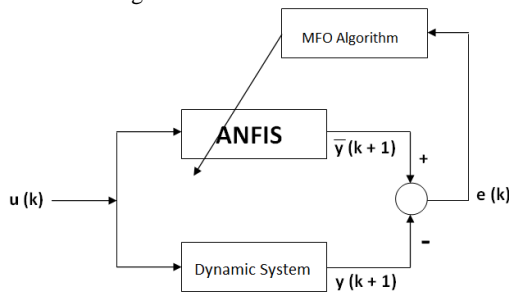 MFO Algorithm
ANFIS
y̅ (k + 1)
+
u (k)
e (k)
-
Dynamic System
y (k + 1)